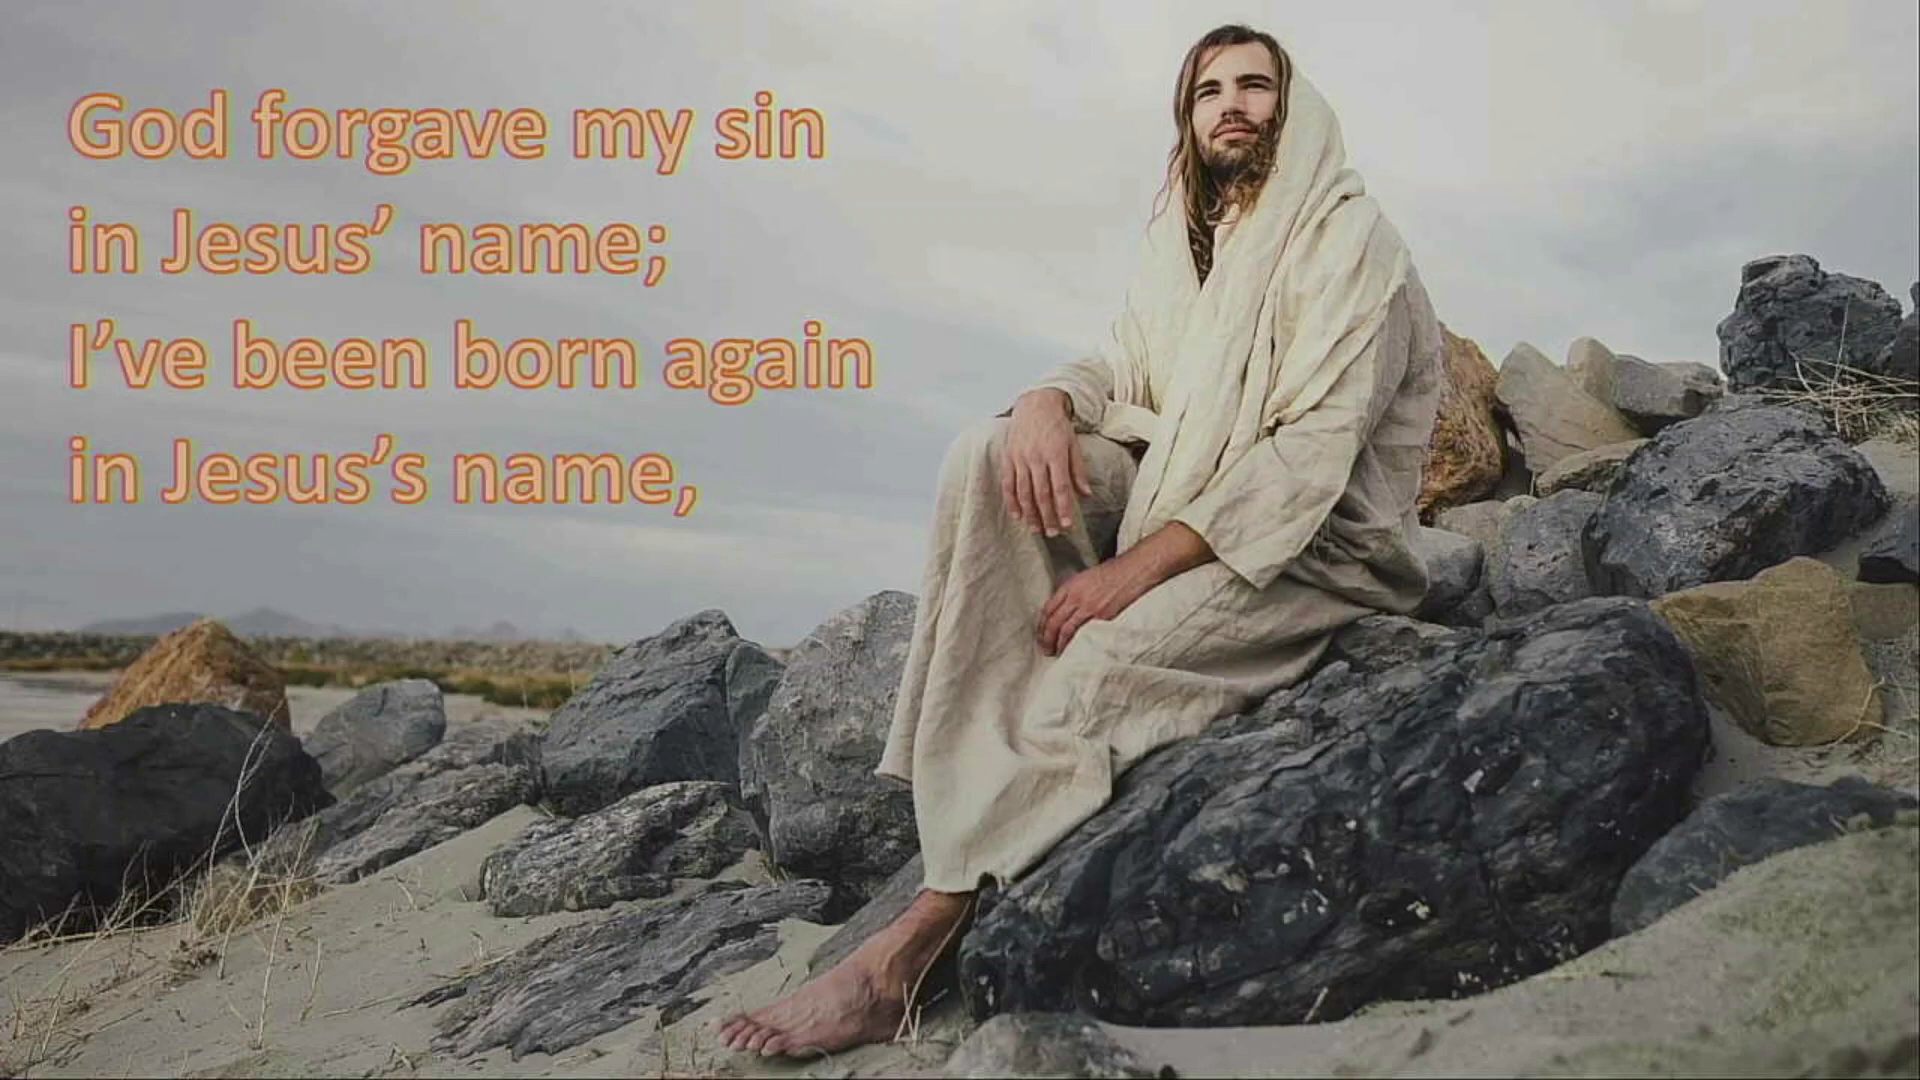 God forgave my sin
in Jesus’ name;
I’ve been born again
in Jesus’s name,